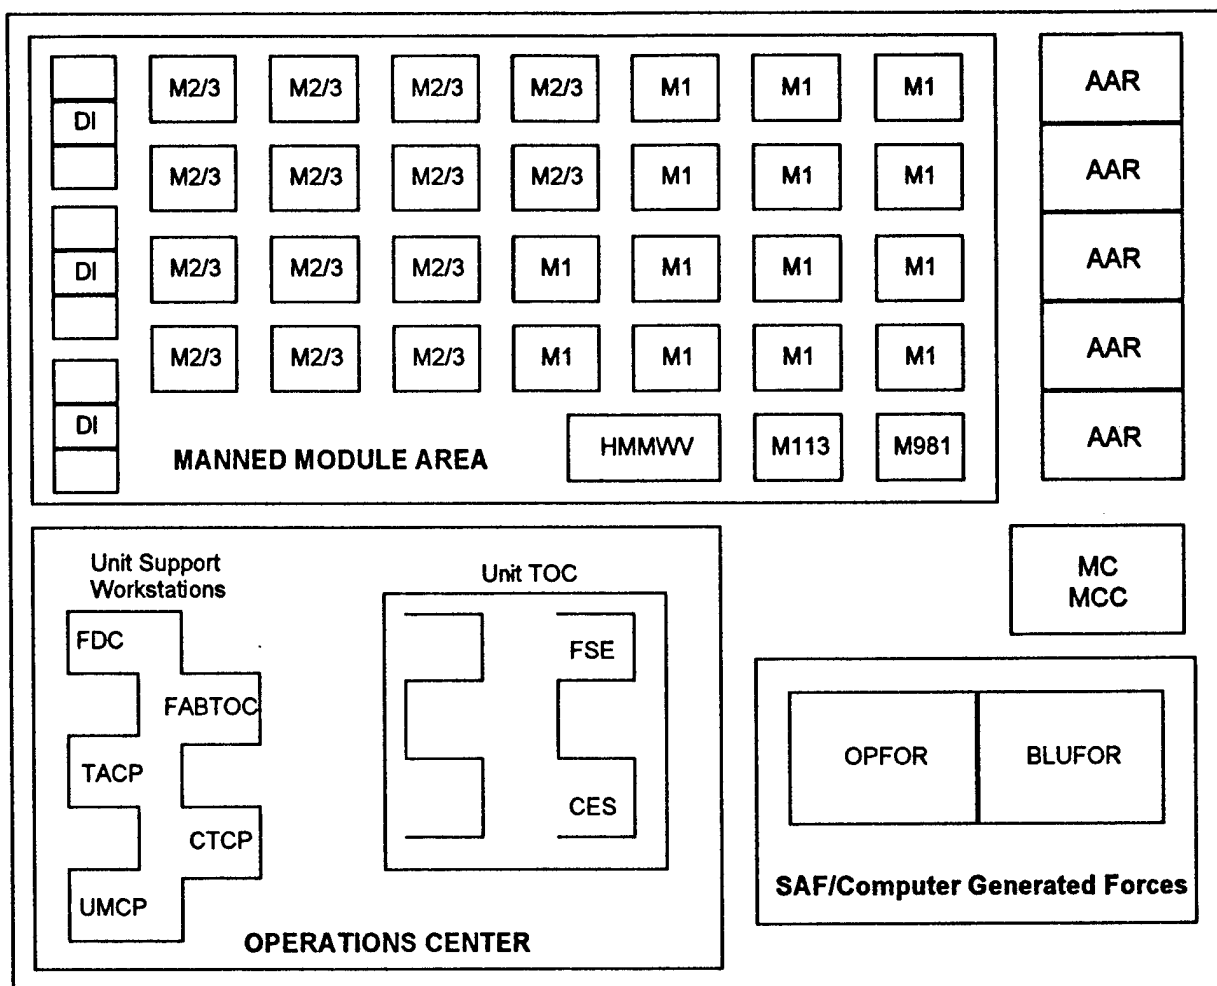 M2/3 M2/3 M2/3 M2/3 M1 M1 M1
DI
M2/3 M2/3 M2/3 M2/3 M1 M1 M1
M2/3 M2/3 M2/3 M1 M1 M1 M1
DI
M2/3 M2/3 M2/3 M1 M1 M1 M1
DI
HMMWV M113 M981
MANNED MODULE AREA
AAR
AAR
AAR
AAR
AAR
MC
MCC
Unit Support
Workstations
FDC
FABTOC
TACP
CTCP
UMCP
Unit TOC
FSE
CES
OPERATIONS CENTER
OPFOR BLUFOR
SAF/Computer Generated Forces